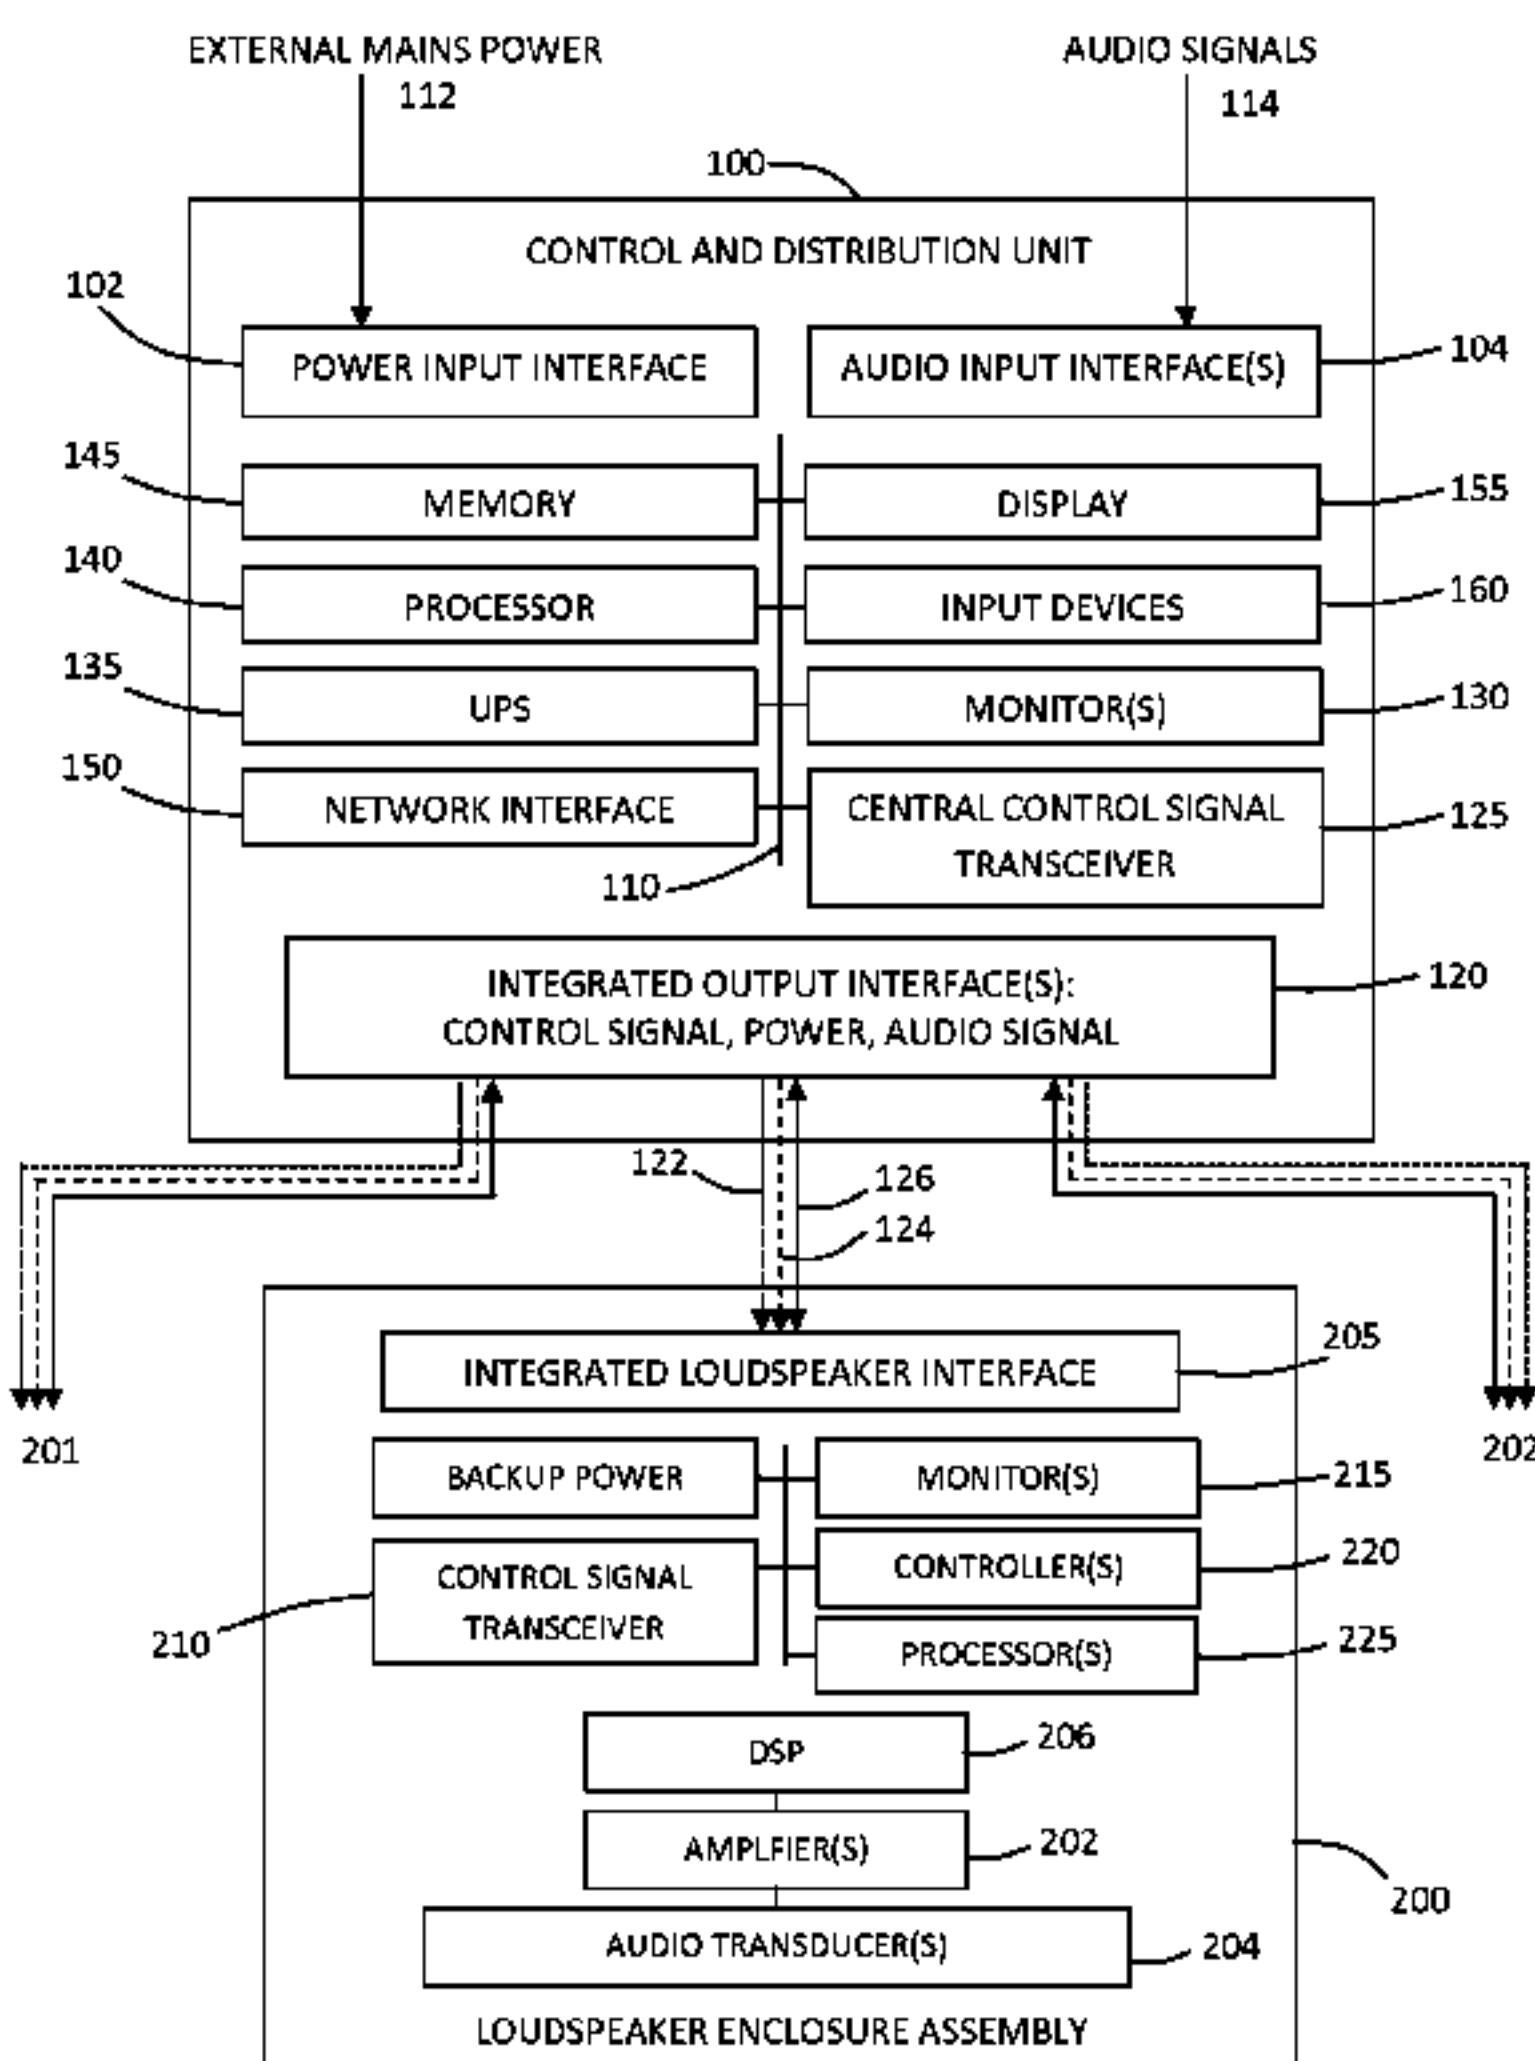 EXTERNAL MAINS POWER
112
AUDIO SIGNALS
114
100
CONTROL AND DISTRIBUTION UNIT
102
POWER INPUT INTERFACE
AUDIO INPUT INTERFACE(S)
104
145
MEMORY
DISPLAY
155
140
PROCESSOR
INPUT DEVICES
160
135
UPS
MONITOR(S)
130
150
NETWORK INTERFACE
CENTRAL CONTROL SIGNAL
TRANSCEIVER
125
110
INTEGRATED OUTPUT INTERFACE(S):
CONTROL SIGNAL, POWER, AUDIO SIGNAL
120
122
126
124
INTEGRATED LOUDSPEAKER INTERFACE
205
201
202
BACKUP POWER
MONITOR(S)
215
CONTROL SIGNAL
TRANSCEIVER
210
CONTROLLER(S)
220
PROCESSOR(S)
225
DSP
206
AMPLFIER(S)
202
200
AUDIO TRANSDUCER(S)
204
LOUDSPEAKER ENCLOSURE ASSEMBLY